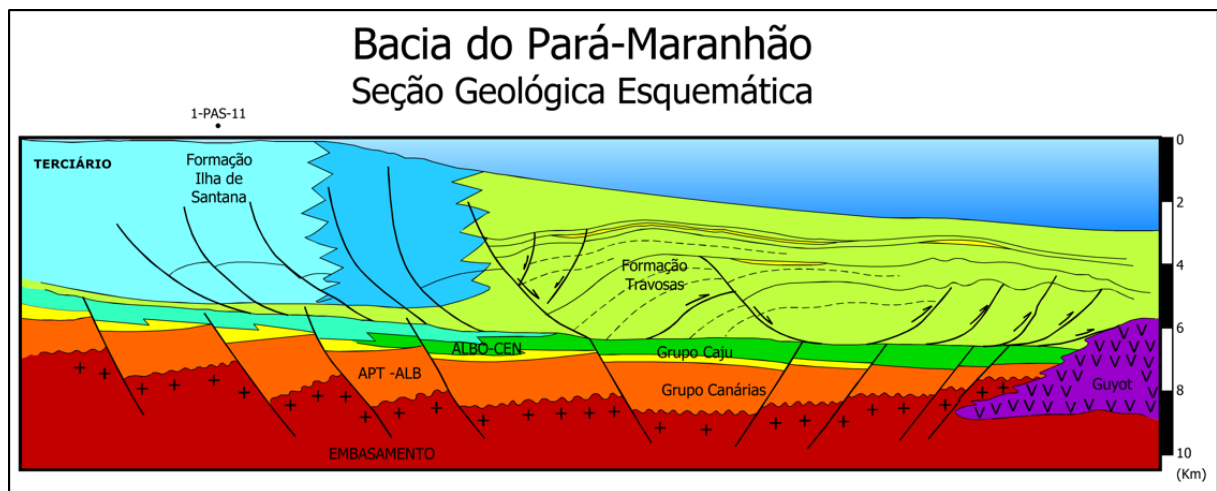 Bacia do Pará-Maranhão
Seção Geológica Esquemática
1-PAS-11
TERCIÁRIO
Formação
Ilha de
Santana
Formação
Travosas
ALBO-CEN
Grupo Caju
APT -ALB
Grupo Canárias
Guyot
EMBASAMENTO
0
2
4
6
8
10
(Km)